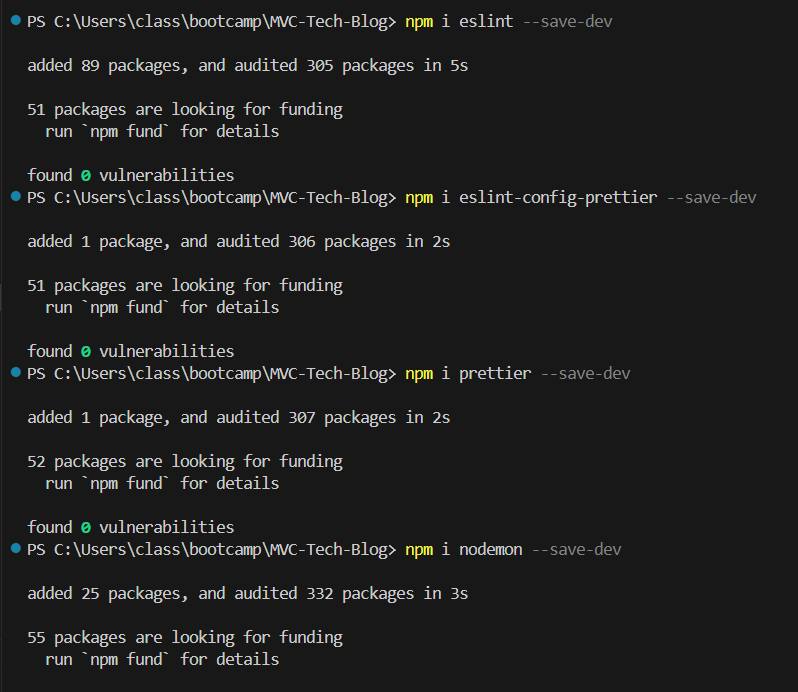 PS C:\Users\class\bootcamp\MVC-Tech-Blog> npm i eslint --save-dev
added 89 packages, and audited 305 packages in 5s
51 packages are looking for funding
  run `npm fund` for details
found 0 vulnerabilities
PS C:\Users\class\bootcamp\MVC-Tech-Blog> npm i eslint-config-prettier --save-dev
added 1 package, and audited 306 packages in 2s
51 packages are looking for funding
  run `npm fund` for details
found 0 vulnerabilities
PS C:\Users\class\bootcamp\MVC-Tech-Blog> npm i prettier --save-dev
added 1 package, and audited 307 packages in 2s
52 packages are looking for funding
  run `npm fund` for details
found 0 vulnerabilities
PS C:\Users\class\bootcamp\MVC-Tech-Blog> npm i nodemon --save-dev
added 25 packages, and audited 332 packages in 3s
55 packages are looking for funding
  run `npm fund` for details